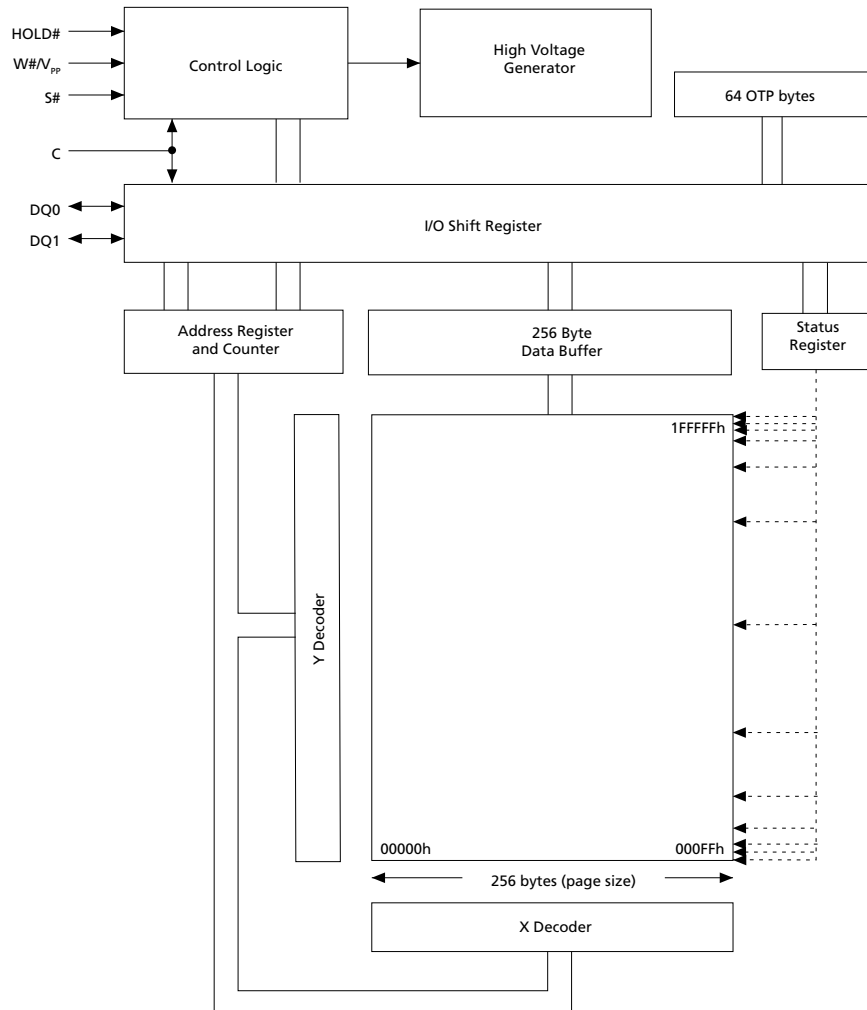 HOLD#
W#/VPP
S#
Control Logic
High Voltage
Generator
64 OTP bytes
C
DQ0
DQ1
I/O Shift Register
Address Register
and Counter
256 Byte
Data Buffer
Status
Register
1FFFFFh
Y Decoder
00000h
000FFh
256 bytes (page size)
X Decoder